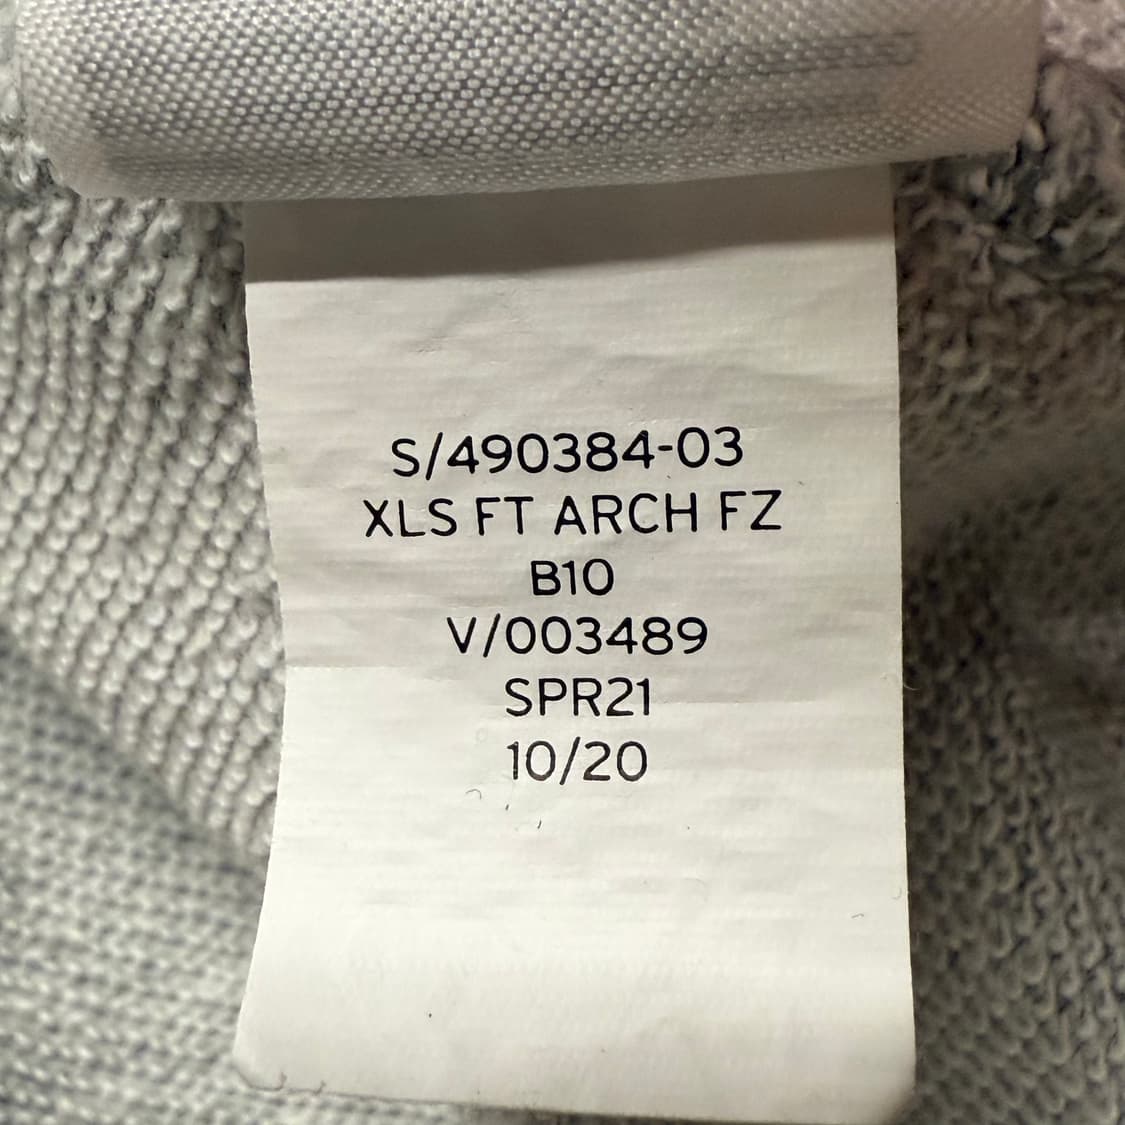 S/490384-03
XLS FT ARCH FZ
B10
V/003489
SPR21
10/20